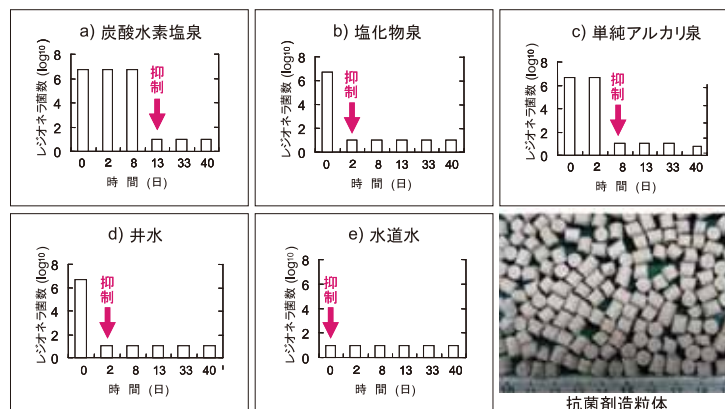 a) 炭酸水素塩泉
レジオネラ菌数 (log10)
8
6
4
2
0
抑制
0 2 8 13 33 40
時 間 (日)
b) 塩化物泉
レジオネラ菌数 (log10)
8
6
4
2
0
抑制
0 2 8 13 33 40
時 間 (日)
c) 単純アルカリ泉
レジオネラ菌数 (log10)
8
6
4
2
0
抑制
0 2 8 13 33 40
時 間 (日)
d) 井水
レジオネラ菌数 (log10)
8
6
4
2
0
抑制
0 2 8 13 33 40
時 間 (日)
e) 水道水
レジオネラ菌数 (log10)
8
6
4
2
0
抑制
0 2 8 13 33 40
時 間 (日)
抗菌剤造粒体